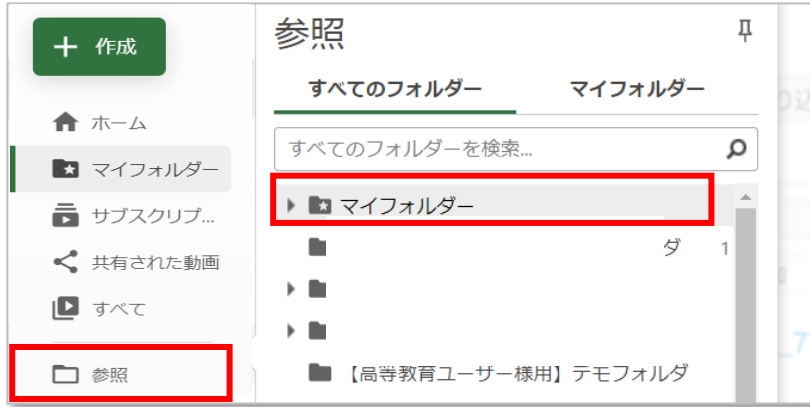 作成
ホーム
マイフォルダー
サブスクリプ...
共有された動画
すべて
参照
参照
すべてのフォルダー
マイフォルダー
すべてのフォルダーを検索...
マイフォルダー
ダ 1
【高等教育ユーザー様用】デモフォルダ